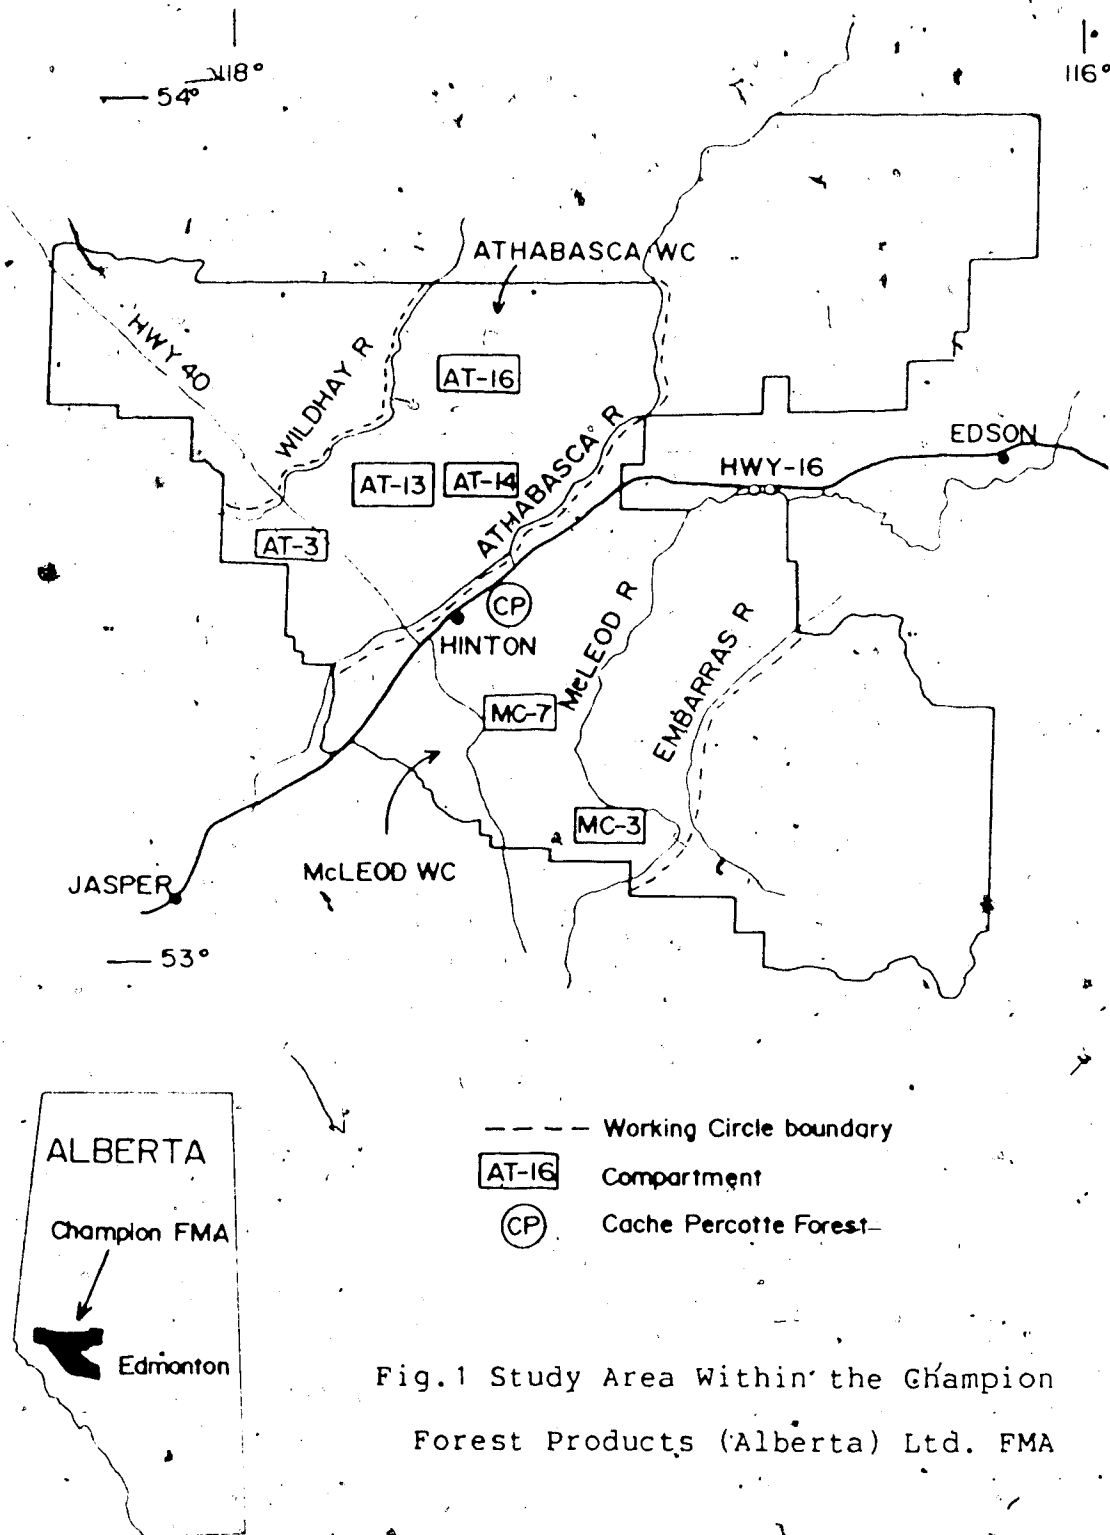 118°
116°
54°
ATHABASCA WC
HWY 40
WILDHAY R
AT-16
ATHABASCA R
EDSON
HWY-16
AT-13
AT-14
AT-3
CP
HINTON
McLEOD R
EMBARRAS R
MC-7
MC-3
McLEOD WC
JASPER
53°
ALBERTA
Champion FMA
Edmonton
Working Circle boundary
AT-16 Compartment
CP Cache Percotte Forest
Fig.1 Study Area Within the Champion
Forest Products (Alberta) Ltd. FMA